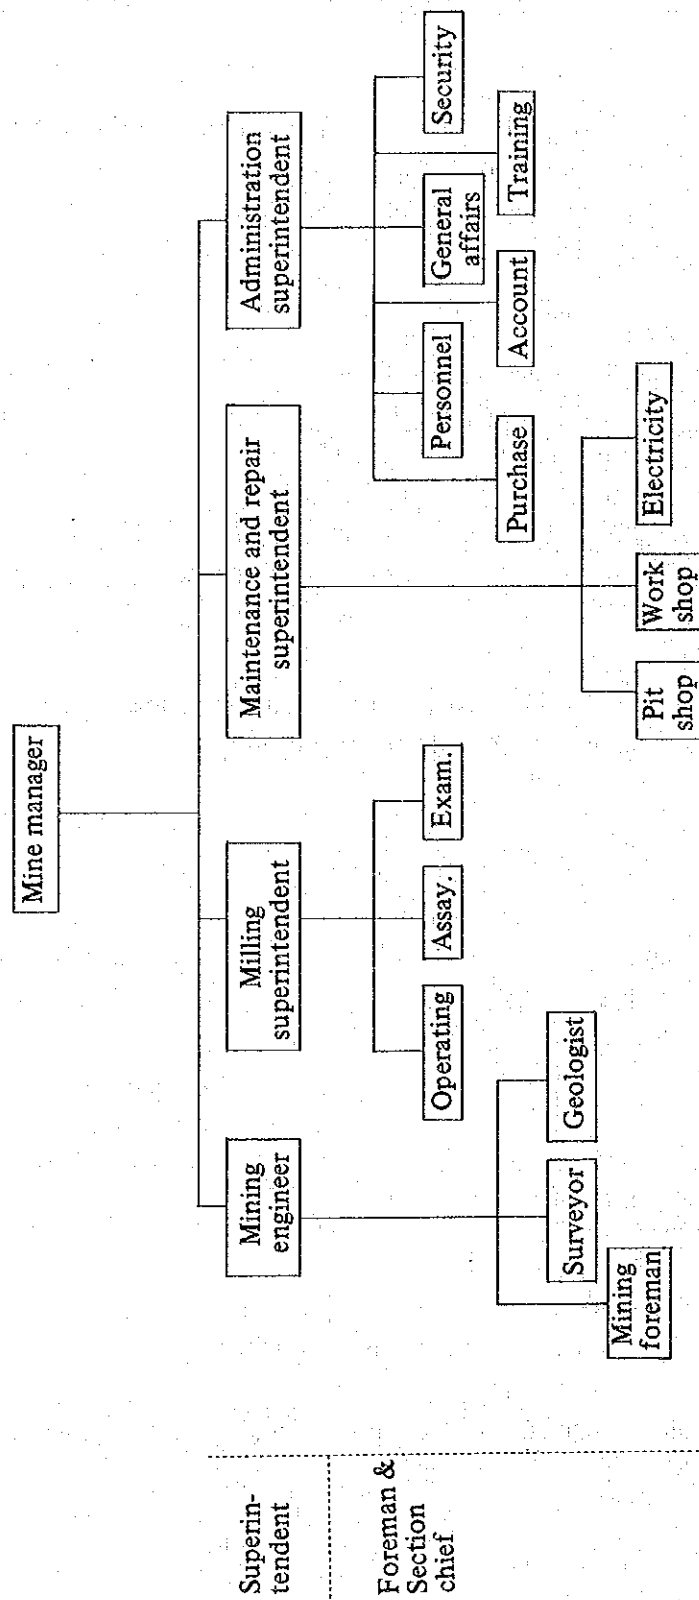 Mine manager
Superin-
tendent
Mining
engineer
Milling
superintendent
Maintenance and repair
superintendent
Administration
superintendent
Foreman &
Section
chief
Operating
Assay.
Exam.
Personnel
General
affairs
Security
Purchase
Account
Training
Surveyor
Geologist
Mining
foreman
Pit
shop
Work
shop
Electricity